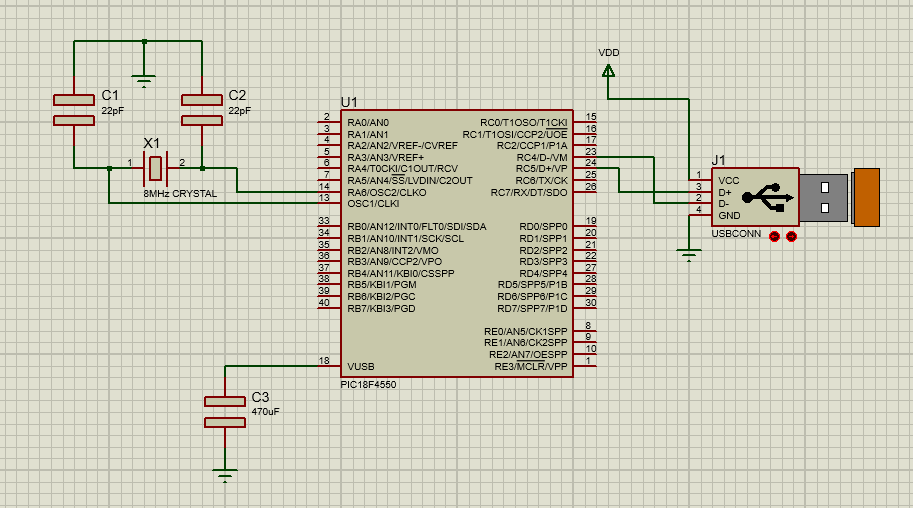 VDD
C1
22pF
C2
22pF
X1
1
2
8MHz CRYSTAL
U1
2 RA0/AN0
3 RA1/AN1
4 RA2/AN2/VREF-/CVREF
5 RA3/AN3/VREF+
6 RA4/T0CKI/C1OUT/RCV
7 RA5/AN4/SS/LVDIN/C2OUT
14 RA6/OSC2/CLKO
13 OSC1/CLKI
33 RB0/AN12/INT0/FLT0/SDI/SDA
34 RB1/AN10/INT1/SCK/SCL
35 RB2/AN8/INT2/VMO
36 RB3/AN9/CCP2/VPO
37 RB4/AN11/KBI0/CSSPP
38 RB5/KBI1/PGM
39 RB6/KBI2/PGC
40 RB7/KBI3/PGD
18 VUSB
RC0/T1OSO/T1CKI 15
RC1/T1OSI/CCP2/UOE 16
RC2/CCP1/P1A 17
RC4/D-/VM 23
RC5/D+/VP 24
RC6/TX/CK 25
RC7/RX/DT/SDO 26
RD0/SPP0 19
RD1/SPP1 20
RD2/SPP2 21
RD3/SPP3 22
RD4/SPP4 27
RD5/SPP5/P1B 28
RD6/SPP6/P1C 29
RD7/SPP7/P1D 30
RE0/AN5/CK1SPP 8
RE1/AN6/CK2SPP 9
RE2/AN7/OESPP 10
RE3/MCLR/VPP 1
PIC18F4550
J1
1 VCC
3 D+
2 D-
4 GND
USBCONN
C3
470uF